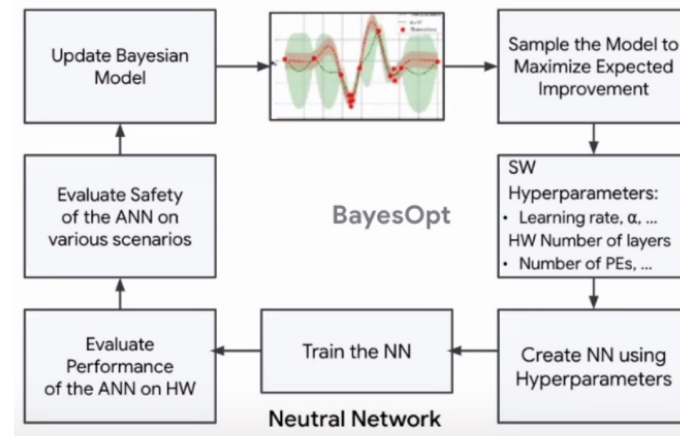 Update Bayesian
Model
Sample the Model to
Maximize Expected
Improvement
Evaluate Safety
of the ANN on
various scenarios
BayesOpt
SW
Hyperparameters:
• Learning rate, α, ...
HW Number of layers
• Number of PEs, ...
Evaluate
Performance
of the ANN on HW
Train the NN
Create NN using
Hyperparameters
Neutral Network